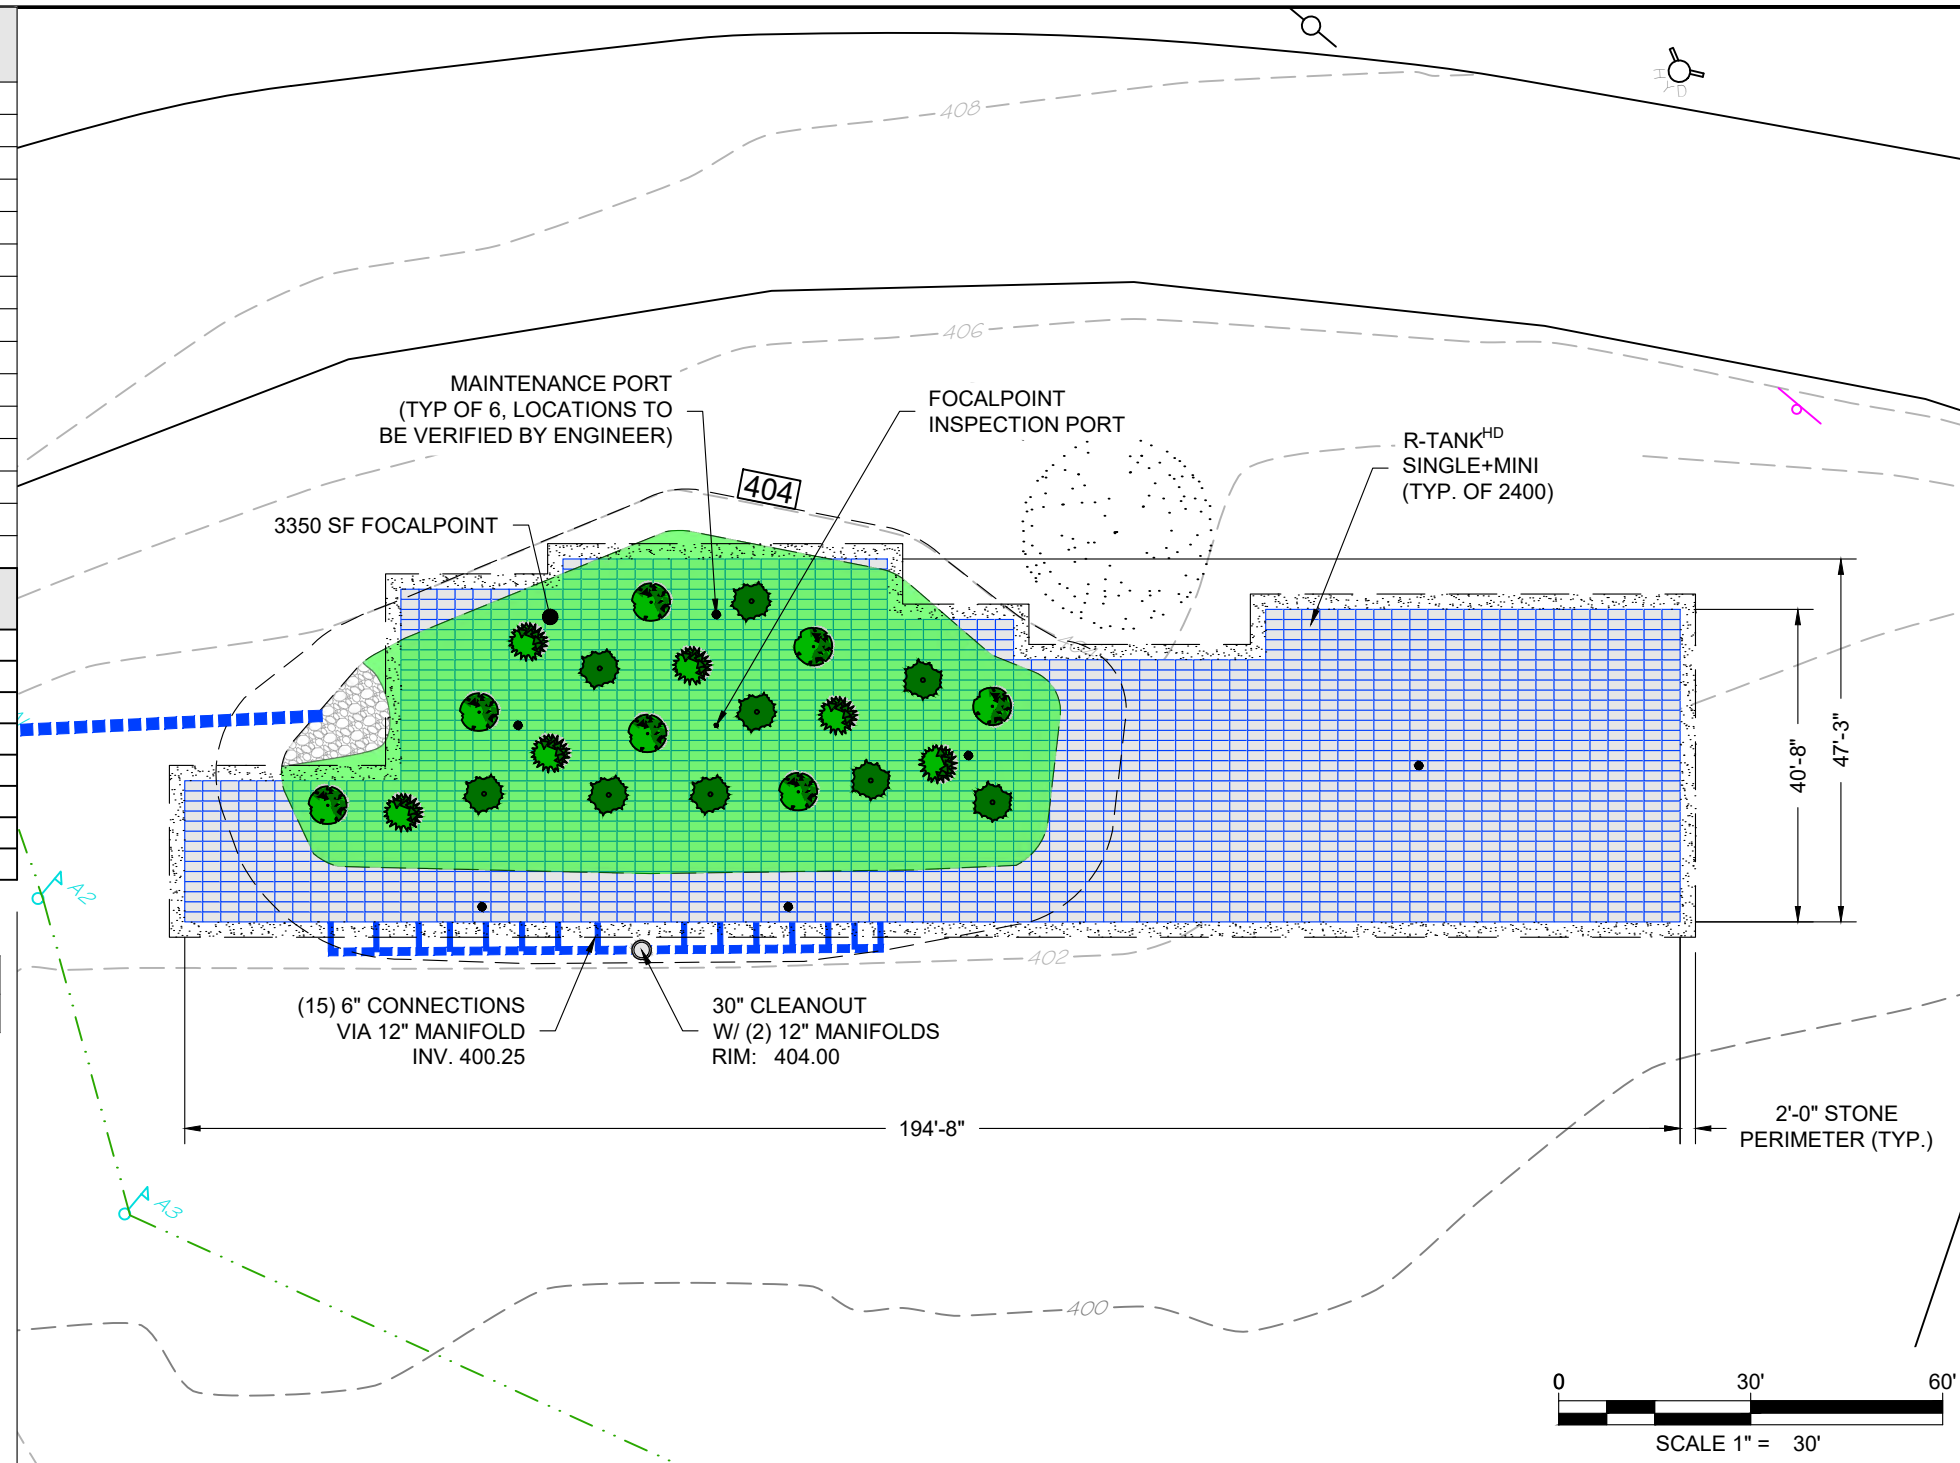 408
H
Y
D
406
MAINTENANCE PORT
(TYP OF 6, LOCATIONS TO
BE VERIFIED BY ENGINEER)
FOCALPOINT
INSPECTION PORT
R-TANK HD
SINGLE+MINI
(TYP. OF 2400)
404
3350 SF FOCALPOINT
40'-8"
47'-3"
A2
402
(15) 6" CONNECTIONS
VIA 12" MANIFOLD
INV. 400.25
30" CLEANOUT
W/ (2) 12" MANIFOLDS
RIM: 404.00
194'-8"
2'-0" STONE
PERIMETER (TYP.)
A3
400
0 30' 60'
SCALE 1" = 30'